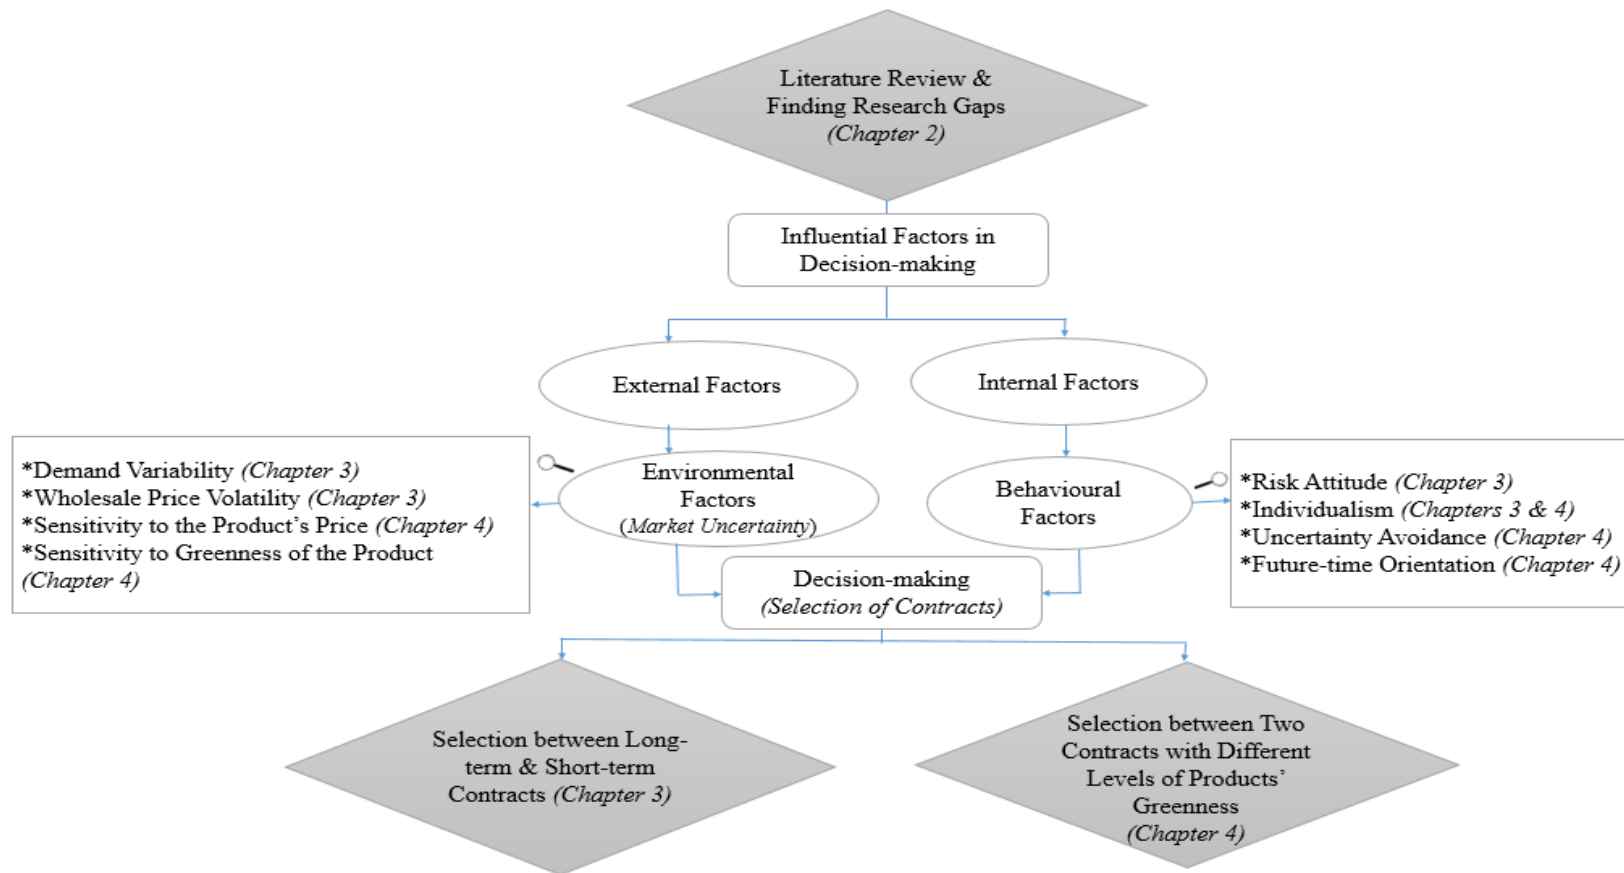 Literature Review &
Finding Research Gaps
(Chapter 2)
Influential Factors in
Decision-making
External Factors
Internal Factors
*Demand Variability (Chapter 3)
*Wholesale Price Volatility (Chapter 3)
*Sensitivity to the Product’s Price (Chapter 4)
*Sensitivity to Greenness of the Product
(Chapter 4)
Environmental
Factors
(Market Uncertainty)
Behavioural
Factors
*Risk Attitude (Chapter 3)
*Individualism (Chapters 3 & 4)
*Uncertainty Avoidance (Chapter 4)
*Future-time Orientation (Chapter 4)
Decision-making
(Selection of Contracts)
Selection between Long-
term & Short-term
Contracts (Chapter 3)
Selection between Two
Contracts with Different
Levels of Products’
Greenness
(Chapter 4)